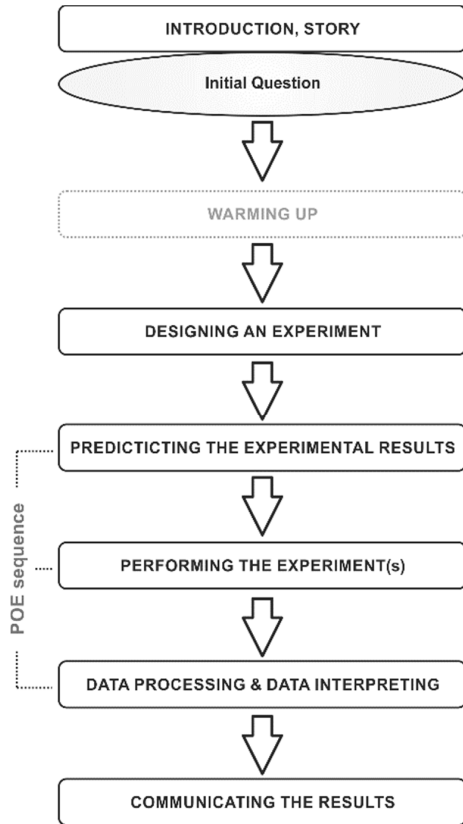 INTRODUCTION, STORY
Initial Question
WARMING UP
DESIGNING AN EXPERIMENT
PREDICTICTING THE EXPERIMENTAL RESULTS
POE sequence
PERFORMING THE EXPERIMENT(s)
DATA PROCESSING & DATA INTERPRETING
COMMUNICATING THE RESULTS